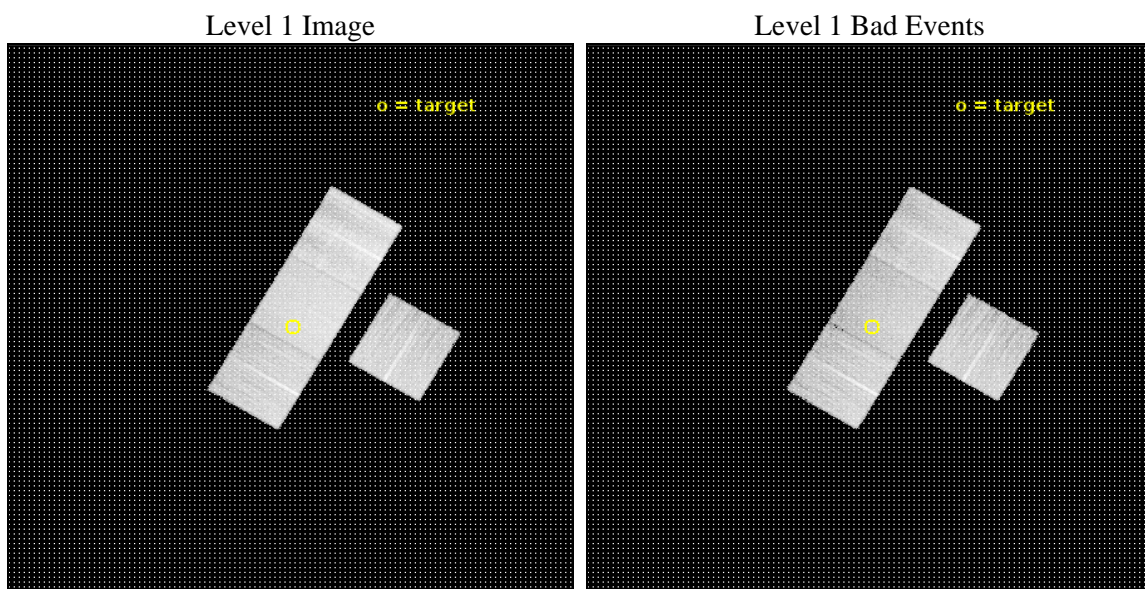 Level 1 Image
Level 1 Bad Events
o = target
o = target